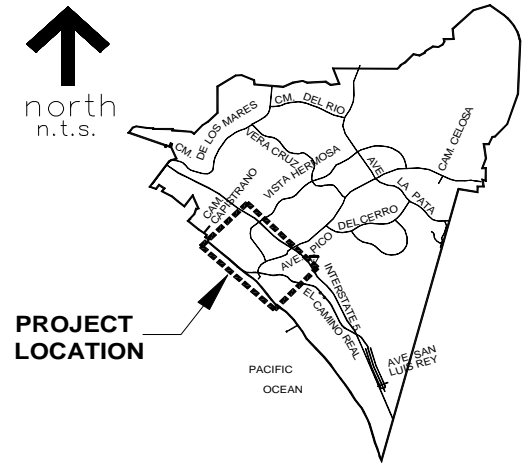 north
n.t.s.
CM. DE LOS MARES
CM. DEL RIO
VERA CRUZ
VISTA HERMOSA
AVE. LA PATA
CAM. CELOSA
CAM. CAPISTRANO
AVE. PICO
DEL CERRO
INTERSTATE 5
EL CAMINO REAL
AVE. SAN
LUIS REY
PROJECT
LOCATION
PACIFIC
OCEAN